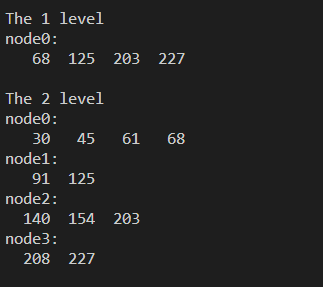 The 1 level
node0:
68 125 203 227
The 2 level
node0:
30 45 61 68
node1:
91 125
node2:
140 154 203
node3:
208 227